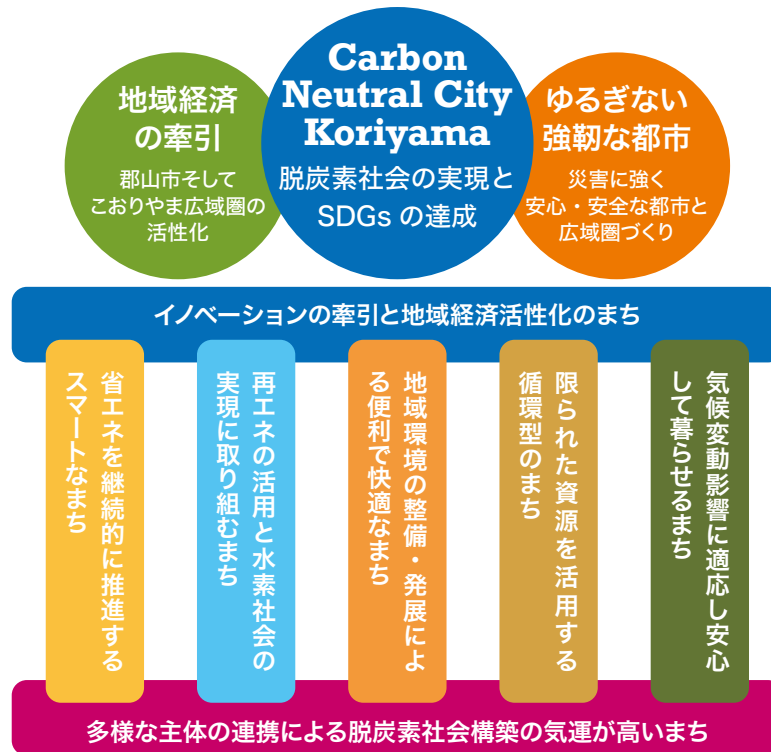 地域経済
の牽引
郡山市そして
こおりやま広域圏の
活性化
Carbon
Neutral City
Koriyama
脱炭素社会の実現と
SDGs の達成
ゆるぎない
強靭な都市
災害に強く
安心・安全な都市と
広域圏づくり
イノベーションの牽引と地域経済活性化のまち
省エネを継続的に推進する
スマートなまち
再エネの活用と水素社会の
実現に取り組むまち
地域環境の整備・発展によ
る便利で快適なまち
限られた資源を活用する
循環型のまち
気候変動影響に適応し安心
して暮らせるまち
多様な主体の連携による脱炭素社会構築の気運が高いまち